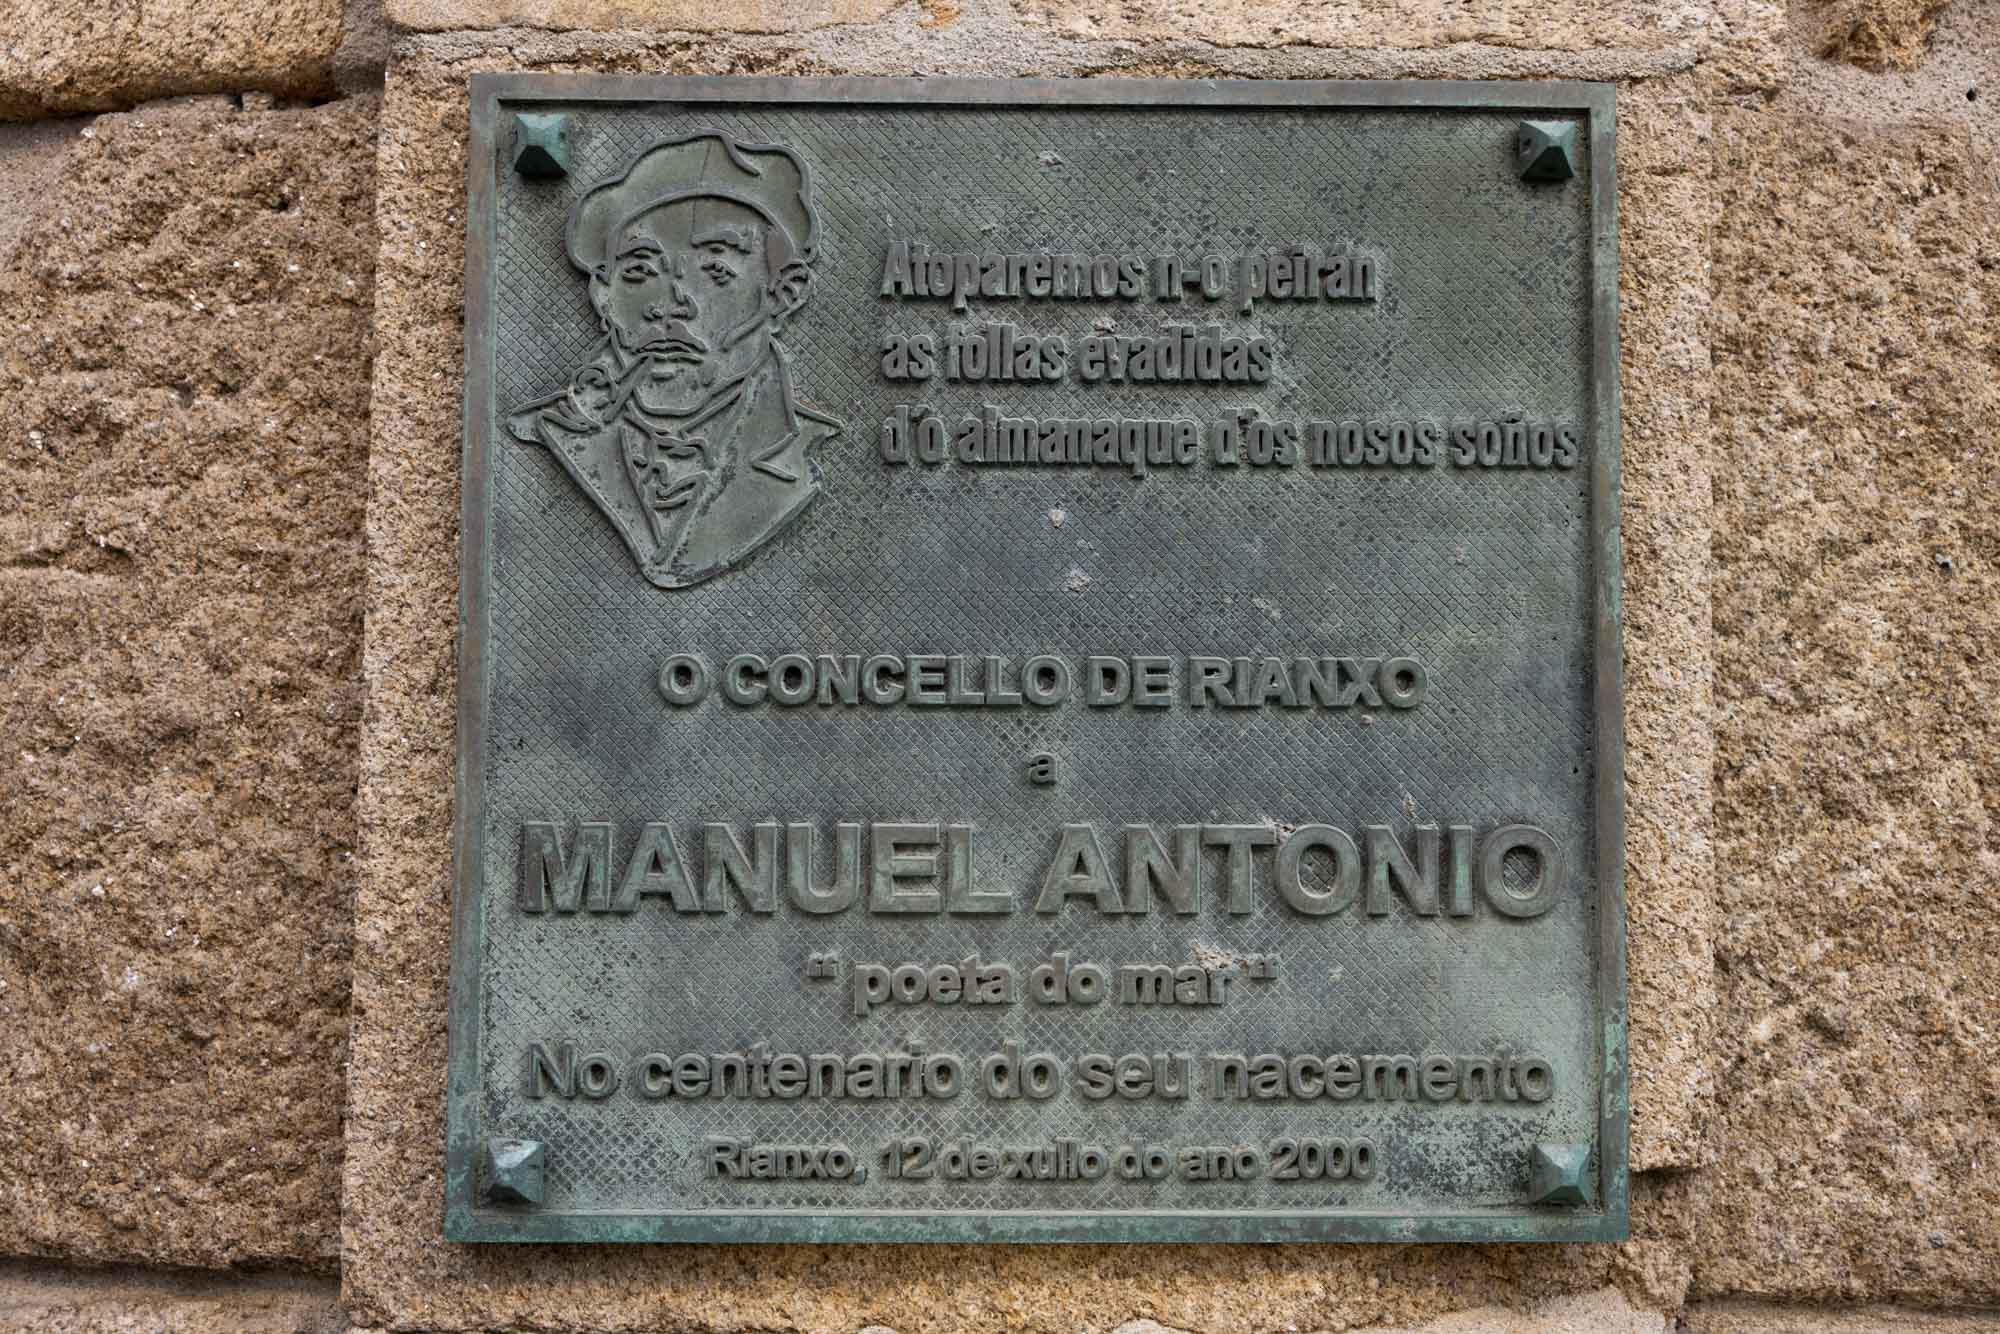 Atoparemos n-o peirán
as follas evadidas
d'o almanaque d'os nosos soños
O CONCELLO DE RIANXO
a
MANUEL ANTONIO
“ poeta do mar “
No centenario do seu nacemento
Rianxo, 12 de xullo do ano 2000